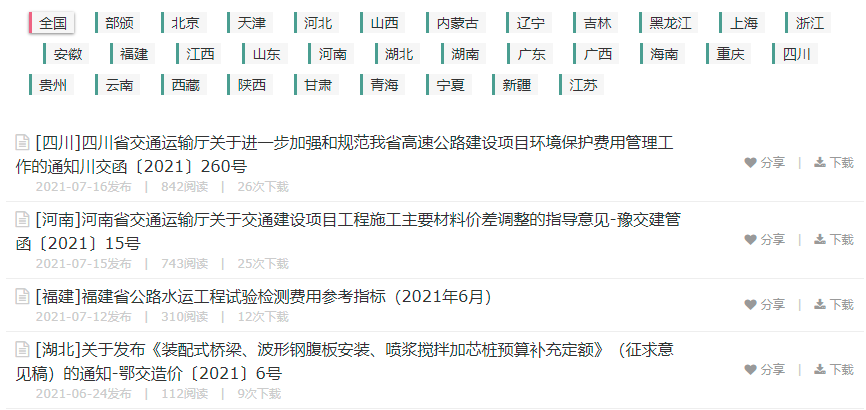 全国 部颁 北京 天津 河北 山西 内蒙古 辽宁 吉林 黑龙江 上海 浙江
安徽 福建 江西 山东 河南 湖北 湖南 广东 广西 海南 重庆 四川
贵州 云南 西藏 陕西 甘肃 青海 宁夏 新疆 江苏
[四川]四川省交通运输厅关于进一步加强和规范我省高速公路建设项目环境保护费用管理工
作的通知川交函〔2021〕260号
分享 | 下载
2021-07-16发布 | 842阅读 | 26次下载
[河南]河南省交通运输厅关于交通建设项目工程施工主要材料价差调整的指导意见-豫交建管
函〔2021〕15号
分享 | 下载
2021-07-15发布 | 743阅读 | 25次下载
[福建]福建省公路水运工程试验检测费用参考指标（2021年6月）
分享 | 下载
2021-07-12发布 | 310阅读 | 12次下载
[湖北]关于发布《装配式桥梁、波形钢腹板安装、喷浆搅拌加芯桩预算补充定额》（征求意
见稿）的通知-鄂交造价〔2021〕6号
分享 | 下载
2021-06-24发布 | 112阅读 | 9次下载